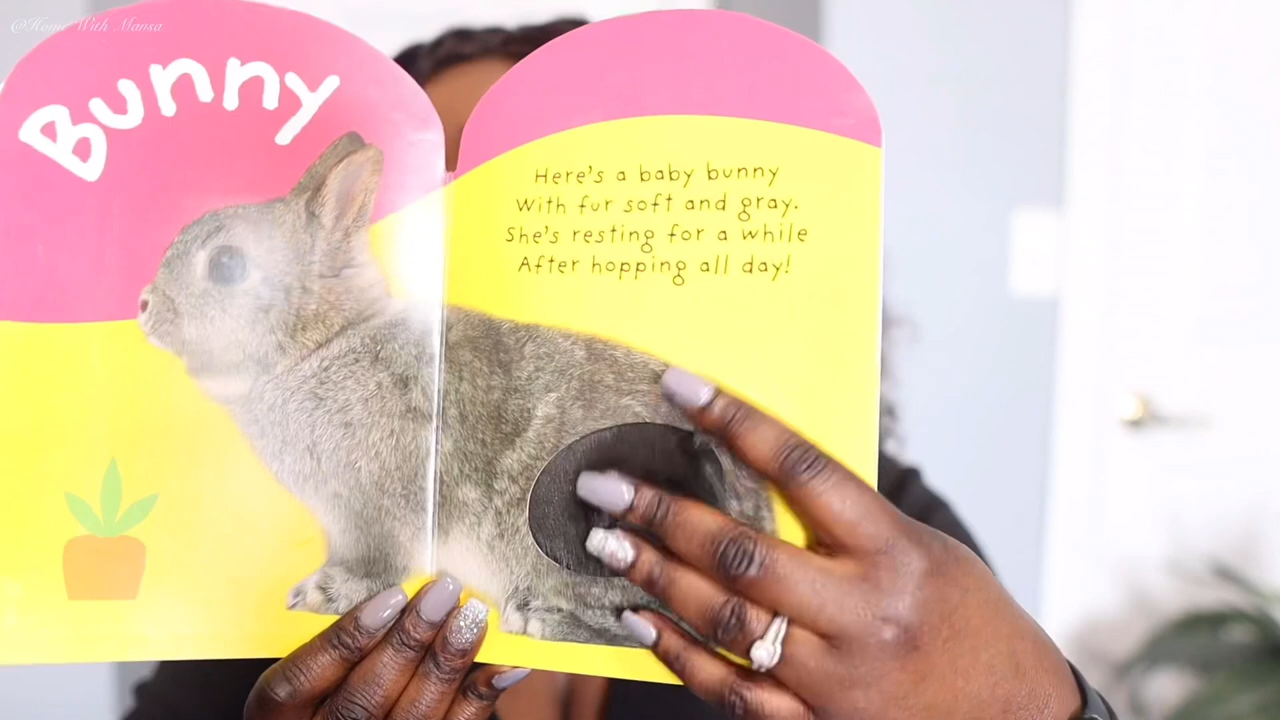 @Home With Mansa
Bunny
Here's a baby bunny
With fur soft and gray.
She's resting for a while
After hopping all day!